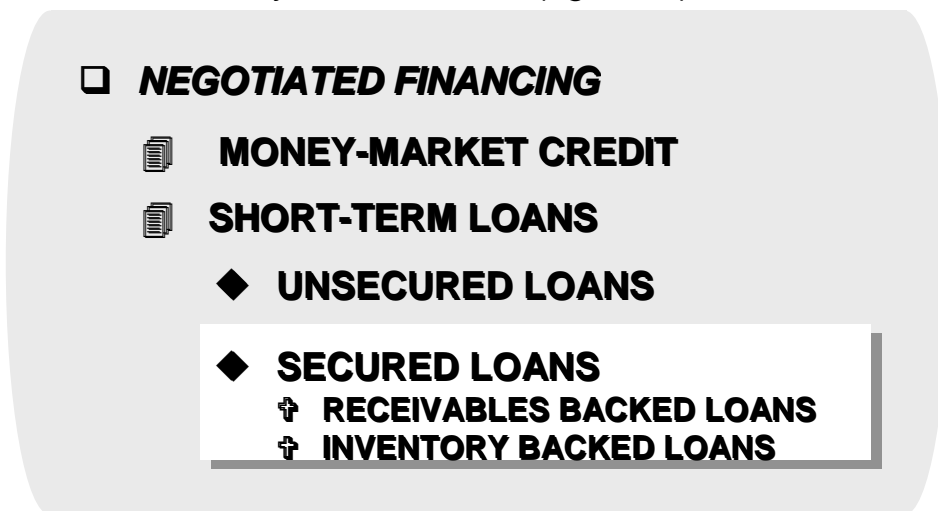 NEGOTIATED FINANCING
MONEY-MARKET CREDIT
SHORT-TERM LOANS
UNSECURED LOANS
SECURED LOANS
RECEIVABLES BACKED LOANS
INVENTORY BACKED LOANS